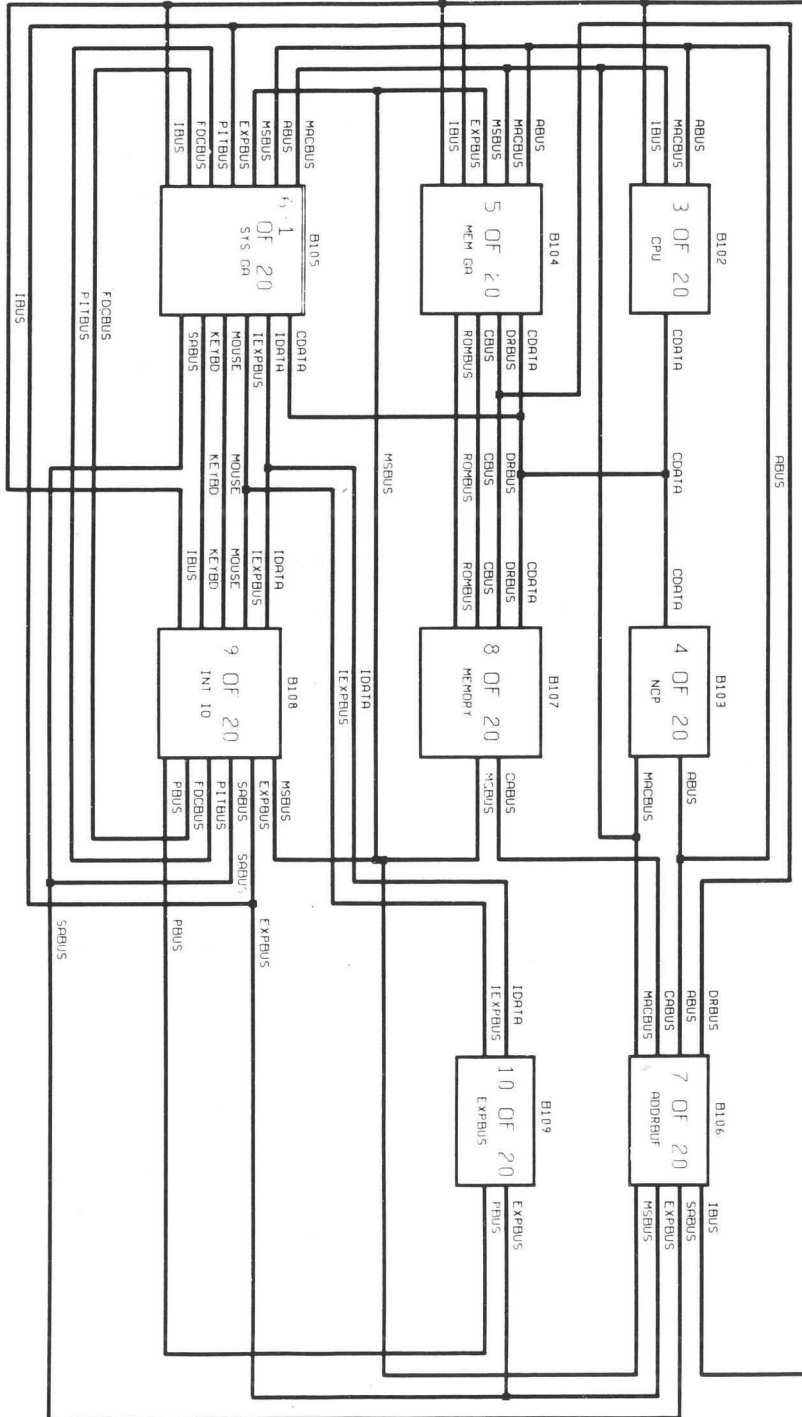 ABUS
B102
ABUS
MACBUS
IBUS
3 OF 20
CPU
CDATA
CDATA
CDATA
B103
4 OF 20
NCP
ABUS
MACBUS
DRBUS
ABUS
CABUS
MACBUS
B106
7 OF 20
ADDRBUF
IBUS
SABUS
EXPBUS
MSBUS
B104
ABUS
MACBUS
MSBUS
EXPBUS
IBUS
5 OF 20
MEM GA
CDATA
DRBUS
CBUS
ROMBUS
DRBUS
CBUS
ROMBUS
CDATA
DRBUS
CBUS
ROMBUS
B107
8 OF 20
MEMORY
CABUS
MSBUS
IDATA
IEXPBUS
B109
10 OF 20
EXPBUS
EXPBUS
PBUS
MSBUS
IDATA
IEXPBUS
B105
MACBUS
ABUS
MSBUS
EXPBUS
PITBUS
FDCBUS
IBUS
OF 20
STS GA
CDATA
IDATA
IEXPBUS
MOUSE
KEYBD
SABUS
MOUSE
KEYBD
IDATA
IEXPBUS
MOUSE
KEYBD
IBUS
B108
9 OF 20
INT IO
MSBUS
EXPBUS
SABUS
PITBUS
FDCBUS
PBUS
SABUS
EXPBUS
PBUS
SABUS
FDCBUS
PITBUS
IBUS